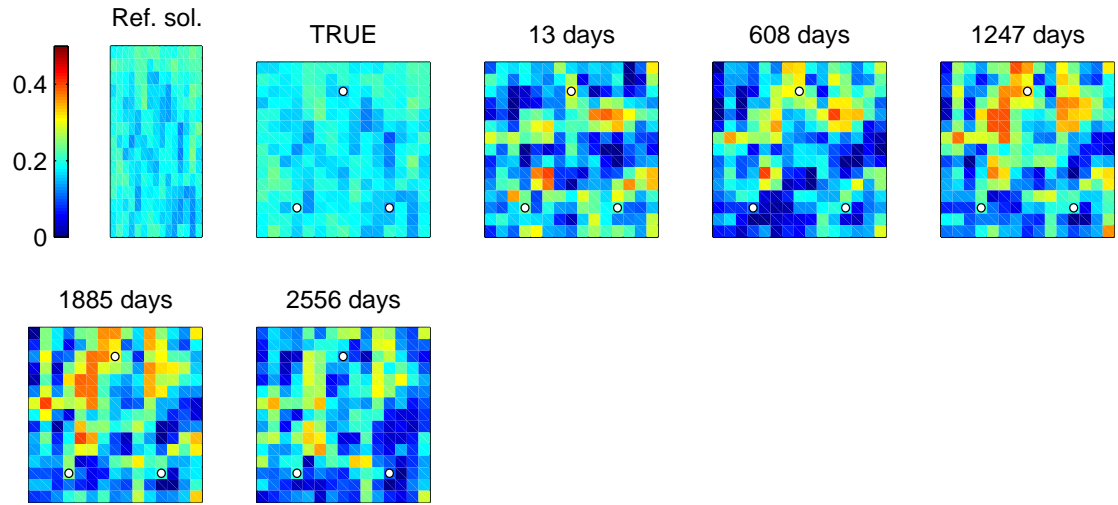 Ref. sol.
TRUE
13 days
608 days
1247 days
0.4
0.2
0
1885 days
2556 days